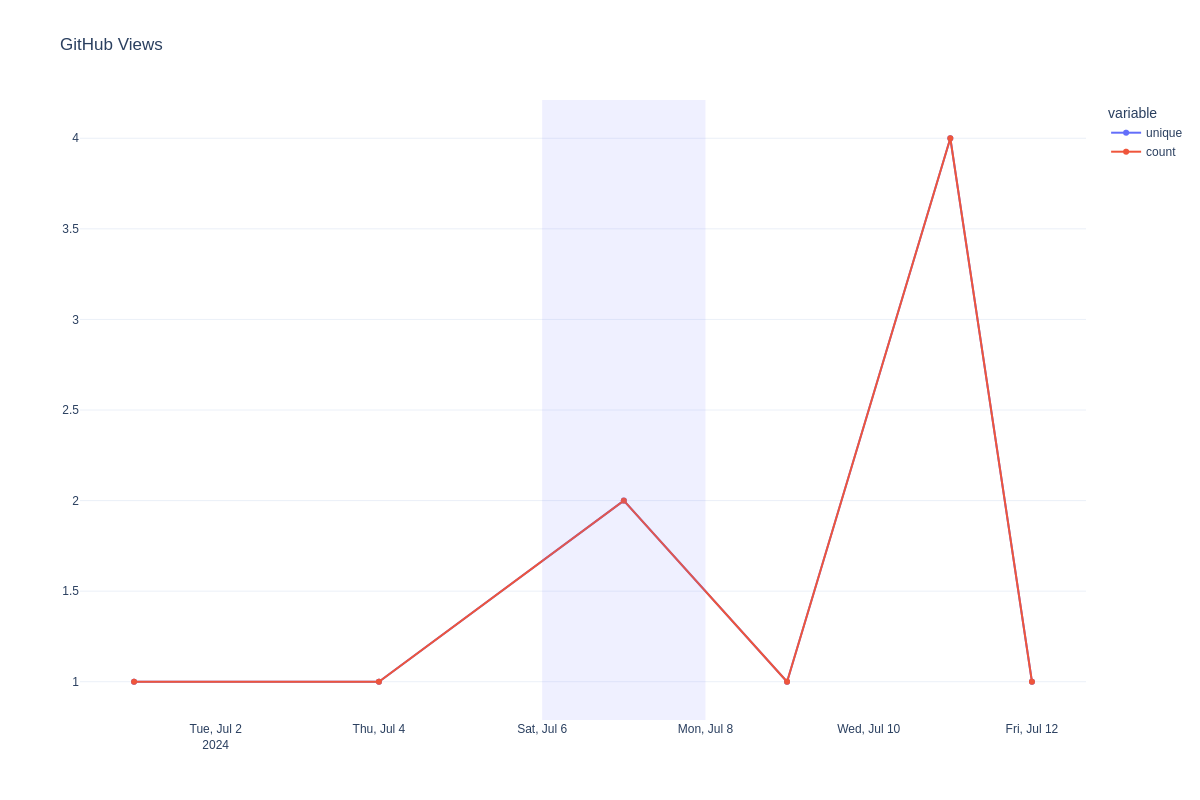 GitHub Views
variable
unique
count
4
3.5
3
2.5
2
1.5
1
Tue, Jul 2
2024
Thu, Jul 4
Sat, Jul 6
Mon, Jul 8
Wed, Jul 10
Fri, Jul 12